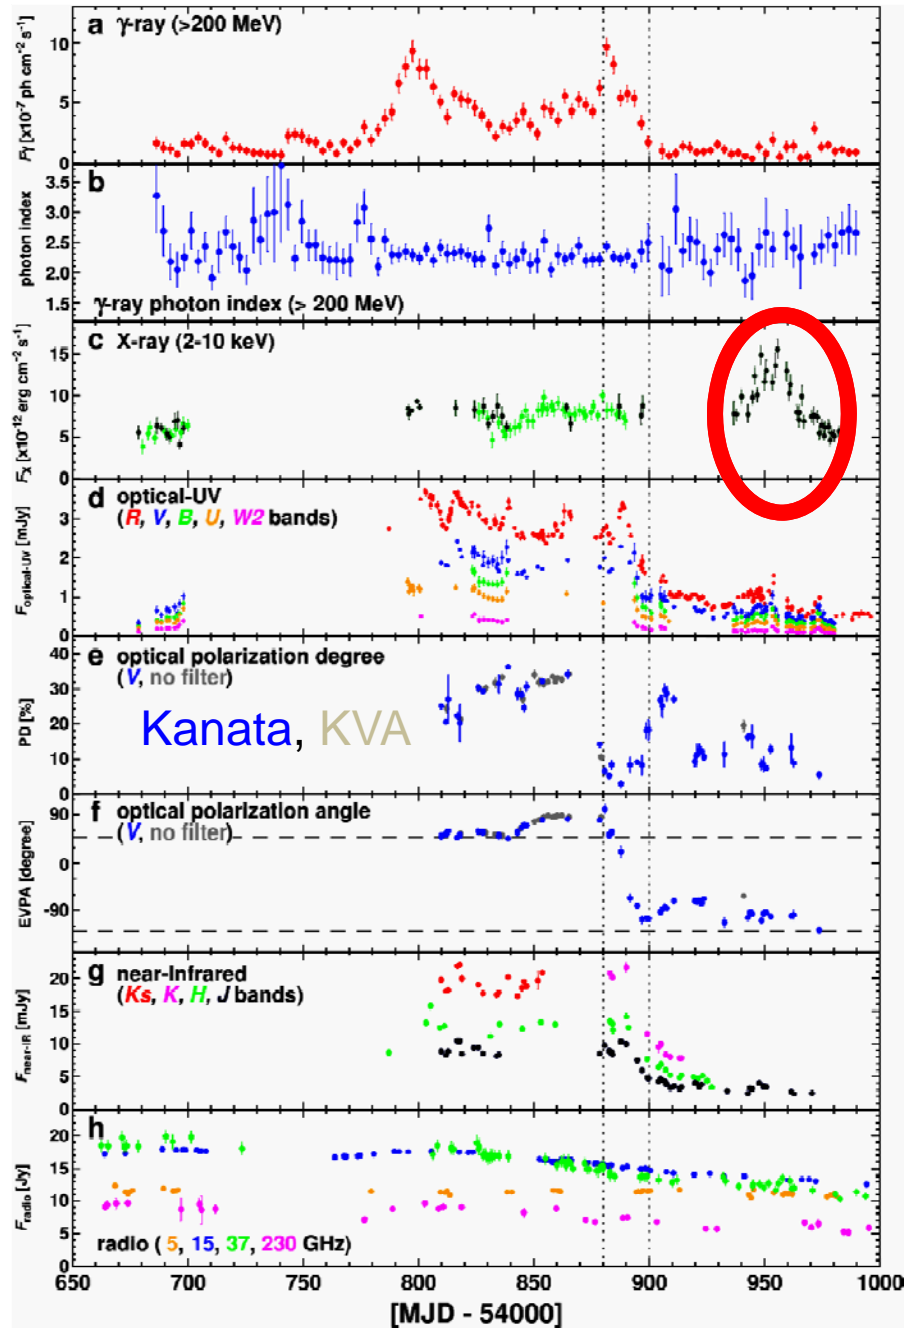 a γ-ray (>200 MeV)
Fγ [x10⁻⁷ ph cm⁻² s⁻¹]
10
5
0
b
photon index
3.5
3.0
2.5
2.0
1.5
γ-ray photon index (> 200 MeV)
c X-ray (2-10 keV)
Fx [x10⁻¹² erg cm⁻² s⁻¹]
15
10
5
0
d optical-UV
(R, V, B, U, W2 bands)
Foptical-UV [mJy]
3
2
1
0
e optical polarization degree
(V, no filter)
PD [%]
40
30
20
10
0
Kanata, KVA
f optical polarization angle
(V, no filter)
EVPA [degree]
90
0
-90
g near-Infrared
(Ks, K, H, J bands)
Fnear-IR [mJy]
20
15
10
5
0
h
Fradio [Jy]
20
15
10
5
0
radio ( 5, 15, 37, 230 GHz)
650 700 750 800 850 900 950 1000
[MJD - 54000]